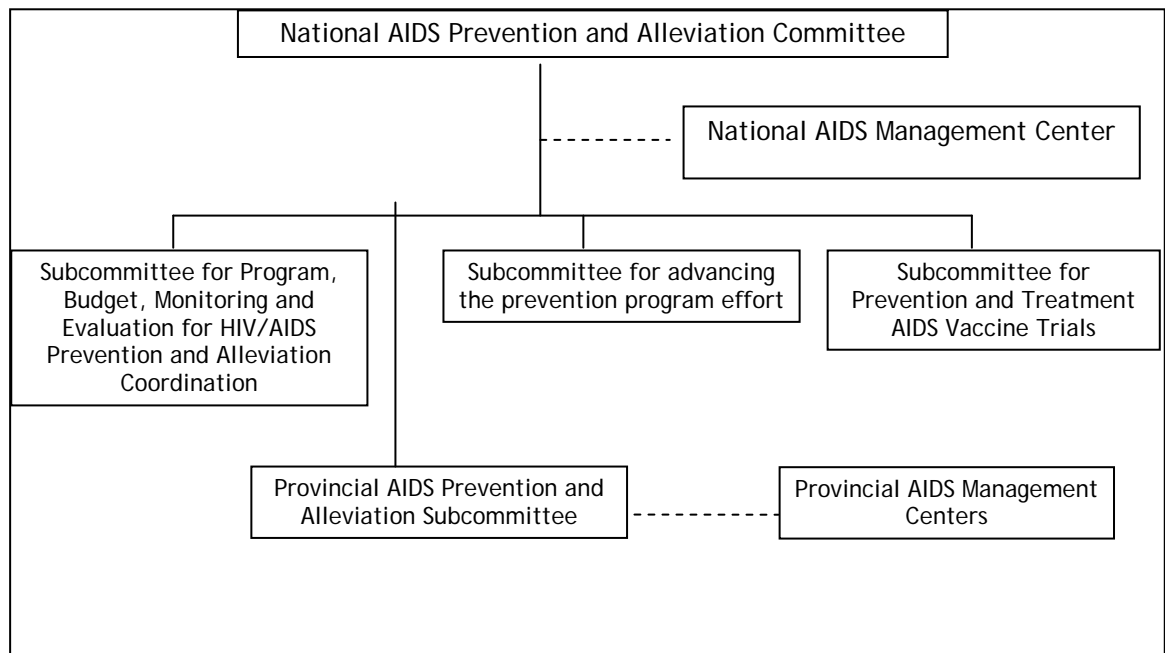 National AIDS Prevention and Alleviation Committee
National AIDS Management Center
Subcommittee for Program,
Budget, Monitoring and
Evaluation for HIV/AIDS
Prevention and Alleviation
Coordination
Subcommittee for advancing
the prevention program effort
Subcommittee for
Prevention and Treatment
AIDS Vaccine Trials
Provincial AIDS Prevention and
Alleviation Subcommittee
Provincial AIDS Management
Centers